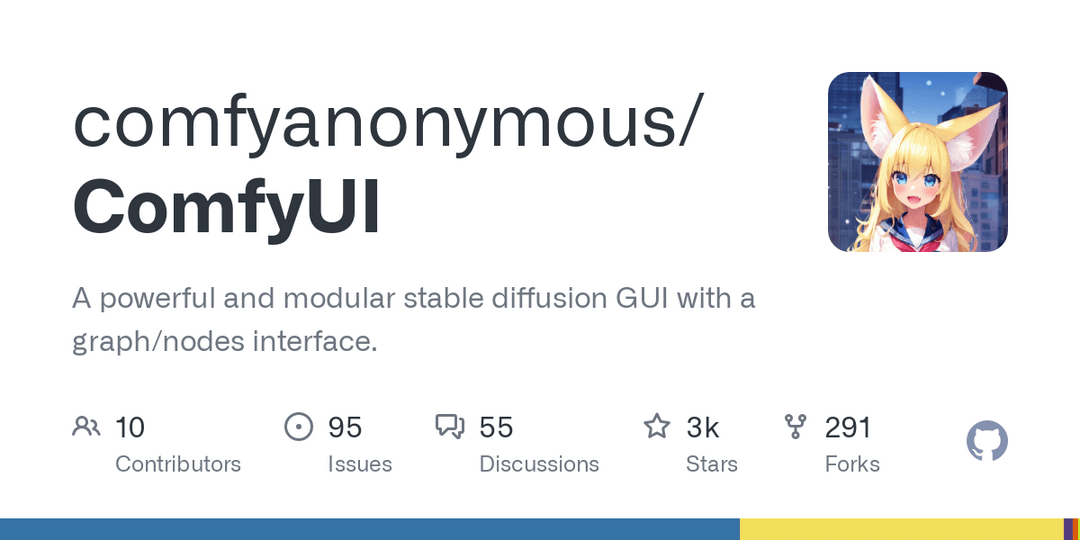 comfyanonymous/
ComfyUI
A powerful and modular stable diffusion GUI with a
graph/nodes interface.
10 95 55 3k 291
Contributors Issues Discussions Stars Forks